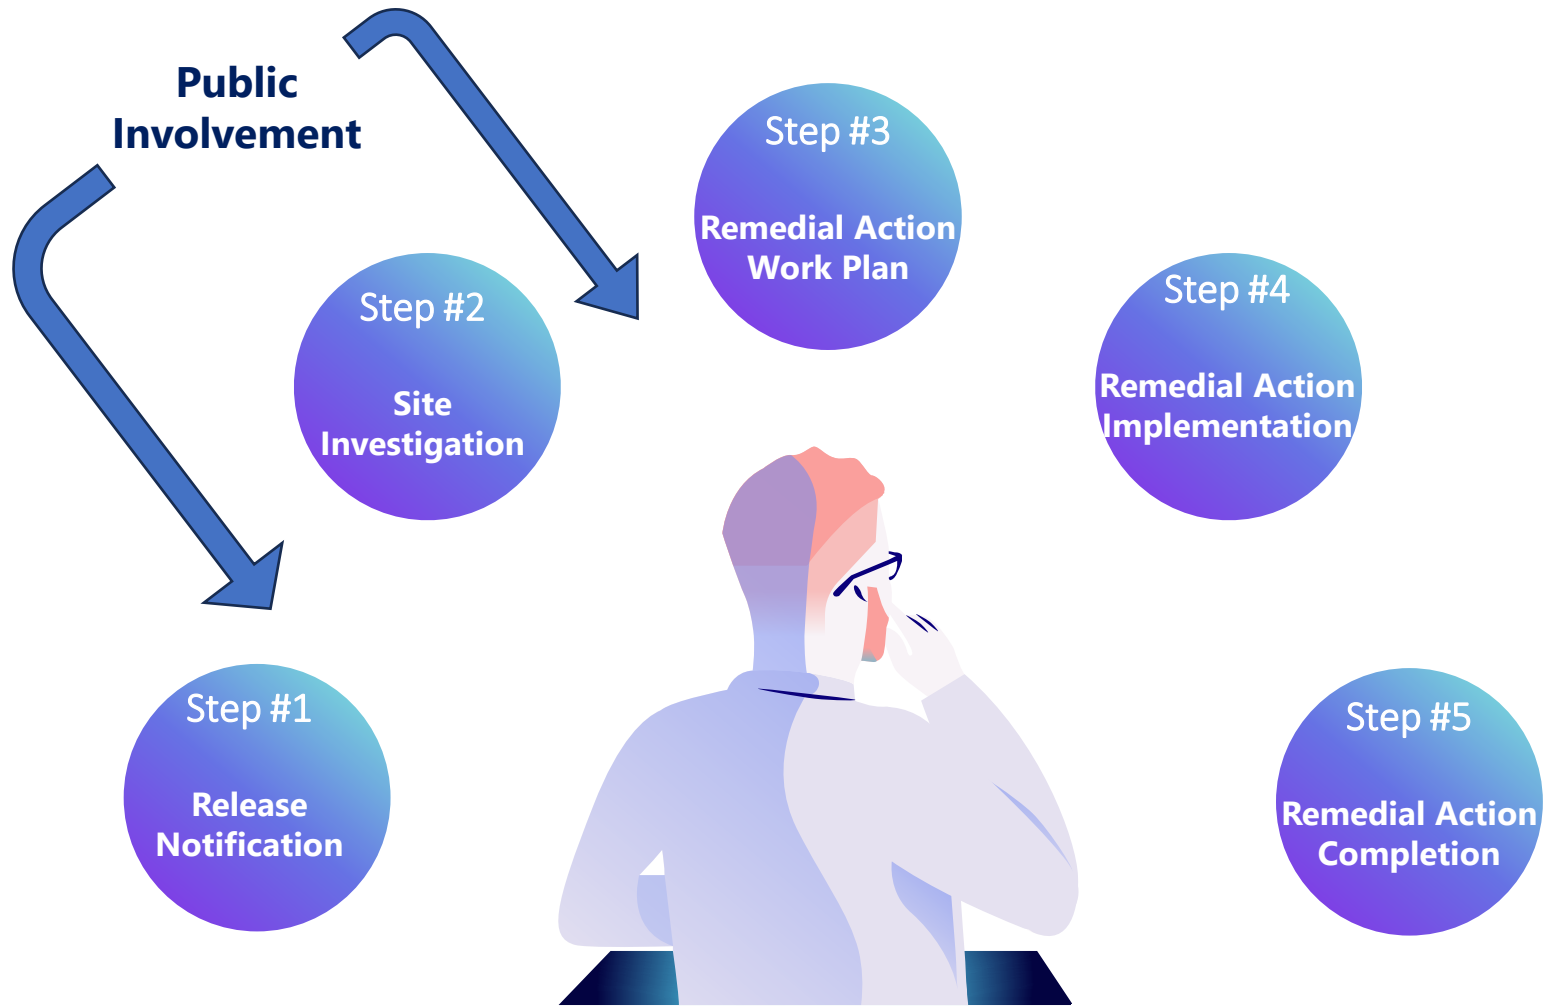 Public
Involvement
Step #1
Release
Notification
Step #2
Site
Investigation
Step #3
Remedial Action
Work Plan
Step #4
Remedial Action
Implementation
Step #5
Remedial Action
Completion